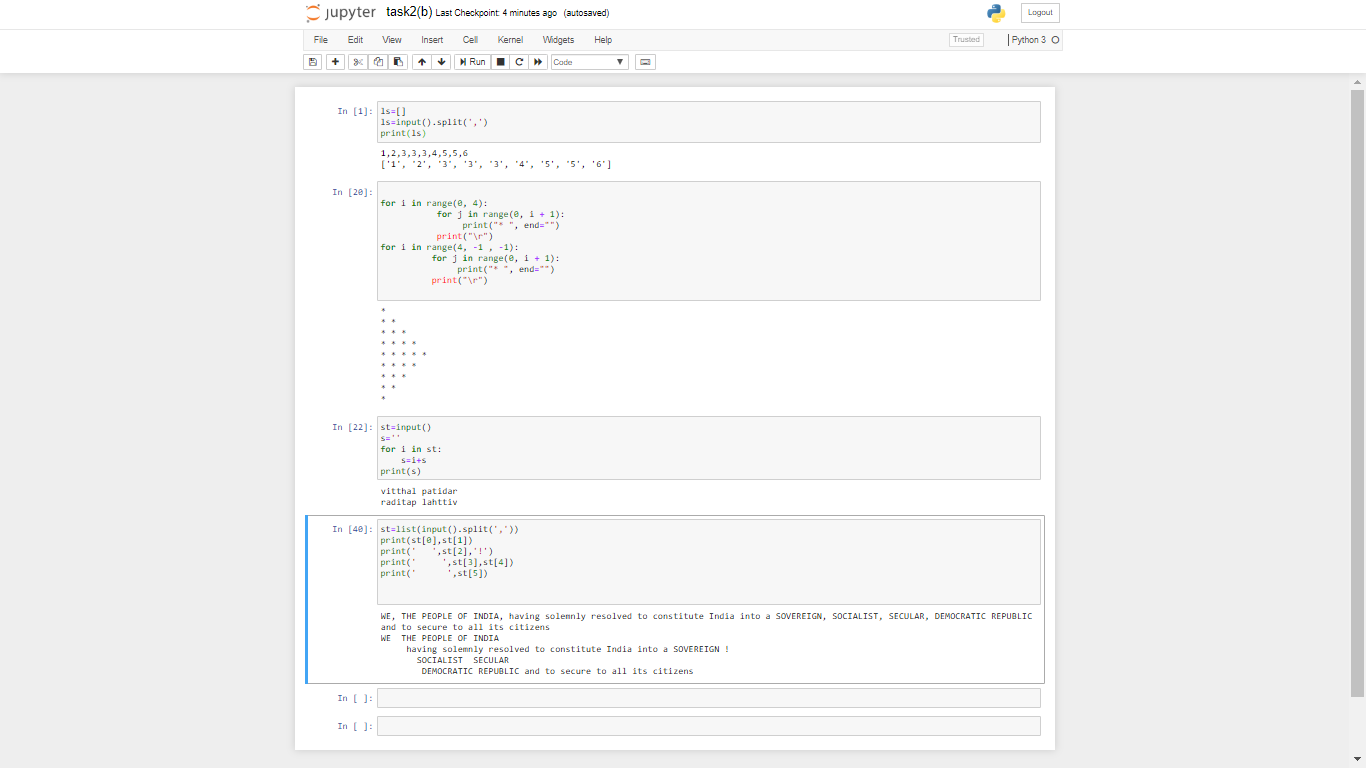 jupyter task2(b) Last Checkpoint: 4 minutes ago (autosaved) Logout
File Edit View Insert Cell Kernel Widgets Help Trusted Python 3
Run Code
In [1]: ls=[]
ls=input().split(',')
print(ls)
1,2,3,3,3,4,5,5,6
['1', '2', '3', '3', '3', '4', '5', '5', '6']
In [20]:
for i in range(0, 4):
for j in range(0, i + 1):
print("* ", end="")
print("\r")
for i in range(4, -1 , -1):
for j in range(0, i + 1):
print("* ", end="")
print("\r")
*
* *
* * *
* * * *
* * * * *
* * * *
* * *
* *
*
In [22]: st=input()
s=''
for i in st:
s=i+s
print(s)
vitthal patidar
raditap lahttiv
In [40]: st=list(input().split(','))
print(st[0],st[1])
print('   ',st[2],'!')
print('     ',st[3],st[4])
print('      ',st[5])
WE, THE PEOPLE OF INDIA, having solemnly resolved to constitute India into a SOVEREIGN, SOCIALIST, SECULAR, DEMOCRATIC REPUBLIC
and to secure to all its citizens
WE  THE PEOPLE OF INDIA
having solemnly resolved to constitute India into a SOVEREIGN !
SOCIALIST  SECULAR
DEMOCRATIC REPUBLIC and to secure to all its citizens
In [ ]:
In [ ]: